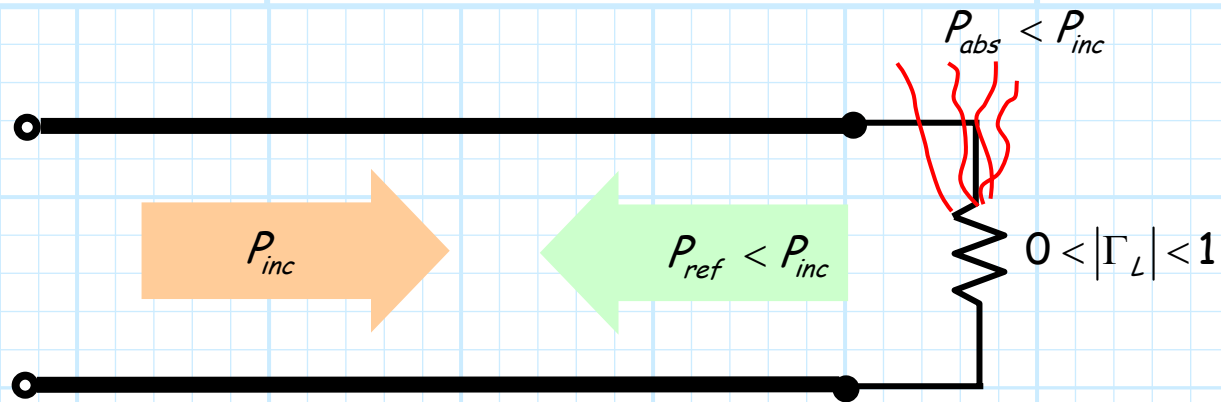 P_abs < P_inc
P_inc
P_ref < P_inc
0 < |Γ_L| < 1